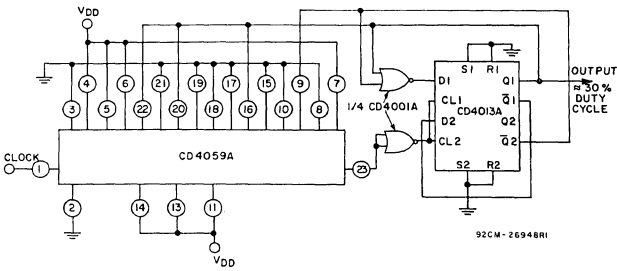 VDD
4 6 21 19 17 15 9 7
3 5 22 20 18 16 10 8
CLOCK
1
CD4059A
23
2 14 13 11
VDD
1/4 CD4001A
S1 R1
D1 Q1
CL1 Q̅1
CD4013A
D2 Q2
CL2 Q̅2
S2 R2
OUTPUT
≈ 30%
DUTY
CYCLE
92CM-26948R1